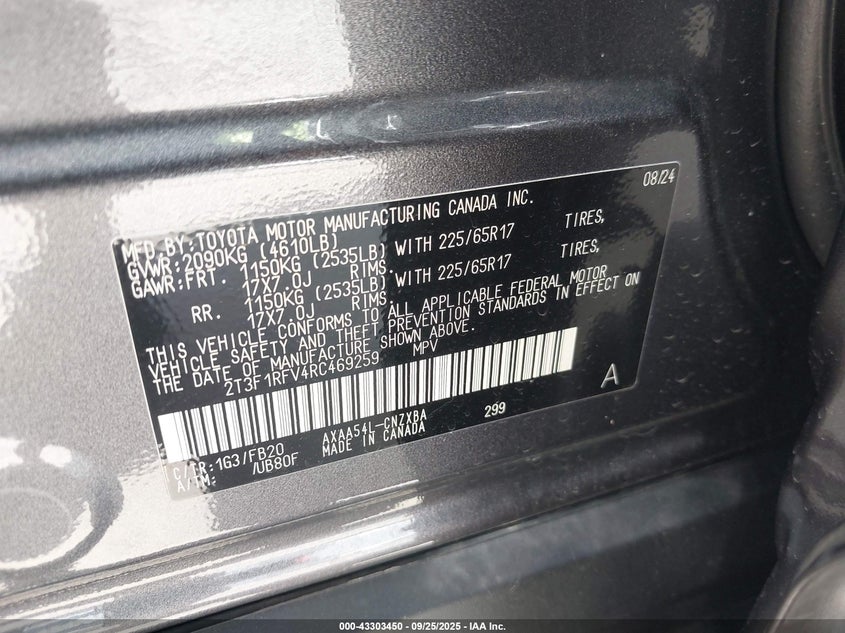 08/24
MFD.BY:TOYOTA MOTOR MANUFACTURING CANADA INC.
GVWR:2090KG (4610LB)
GAWR:FRT. 1150KG (2535LB) WITH 225/65R17 TIRES,
17X7.0J RIMS.
RR. 1150KG (2535LB) WITH 225/65R17 TIRES,
17X7.0J RIMS.
THIS VEHICLE CONFORMS TO ALL APPLICABLE FEDERAL MOTOR
VEHICLE SAFETY AND THEFT PREVENTION STANDARDS IN EFFECT ON
THE DATE OF MANUFACTURE SHOWN ABOVE.
2T3F1RFV4RC469259 MPV
A
C/TR:1G3/FB20 AXAA54L-CNZXBA 299
A/TM: /UB80F MADE IN CANADA
000-43303450 - 09/25/2025 - IAA Inc.